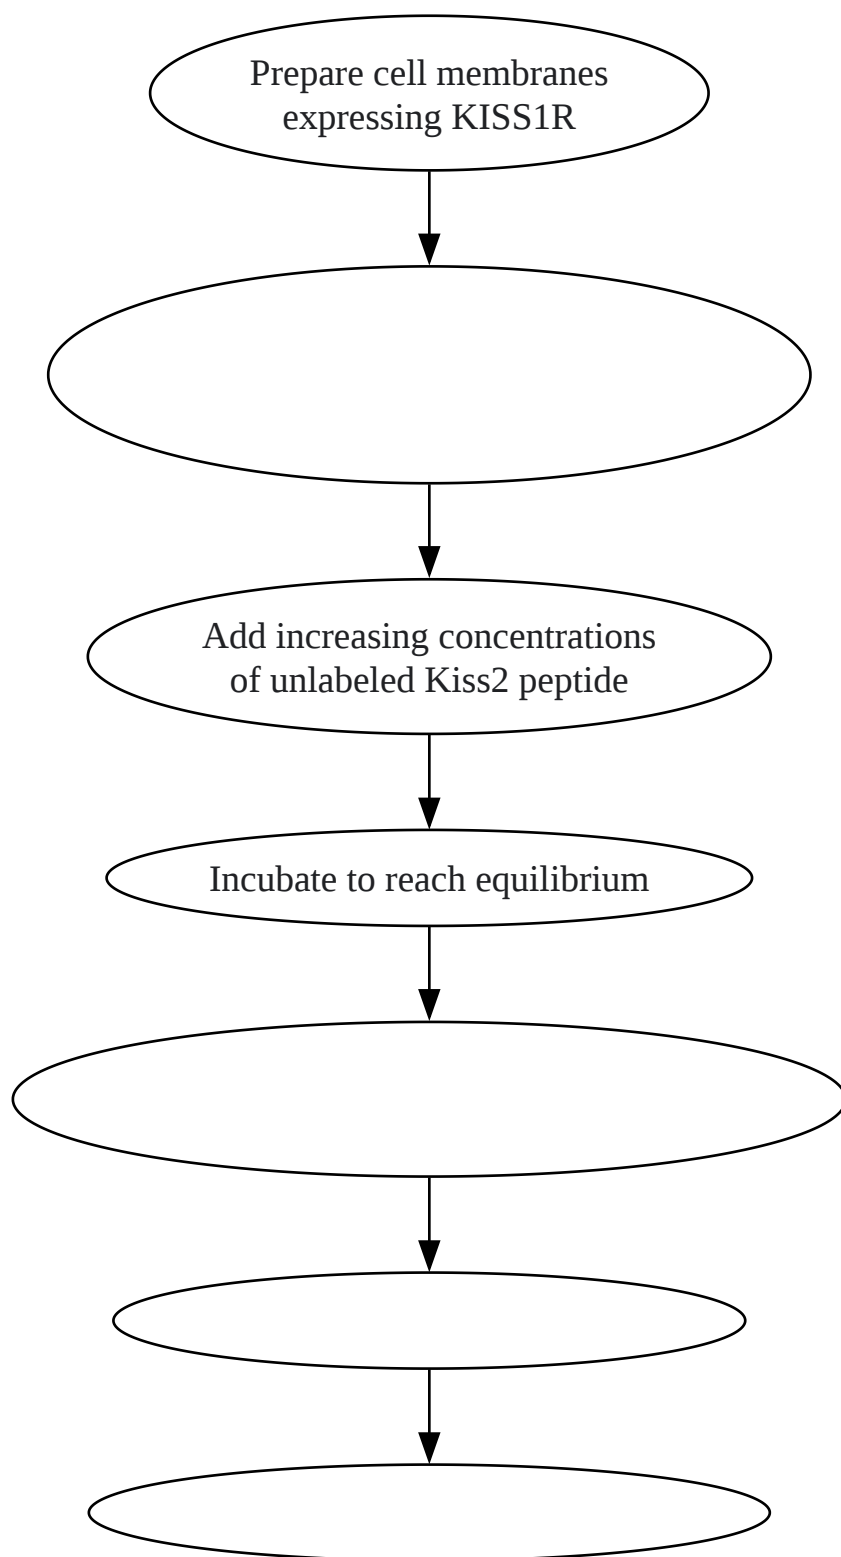 Prepare cell membranes
expressing KISS1R
Add increasing concentrations
of unlabeled Kiss2 peptide
Incubate to reach equilibrium